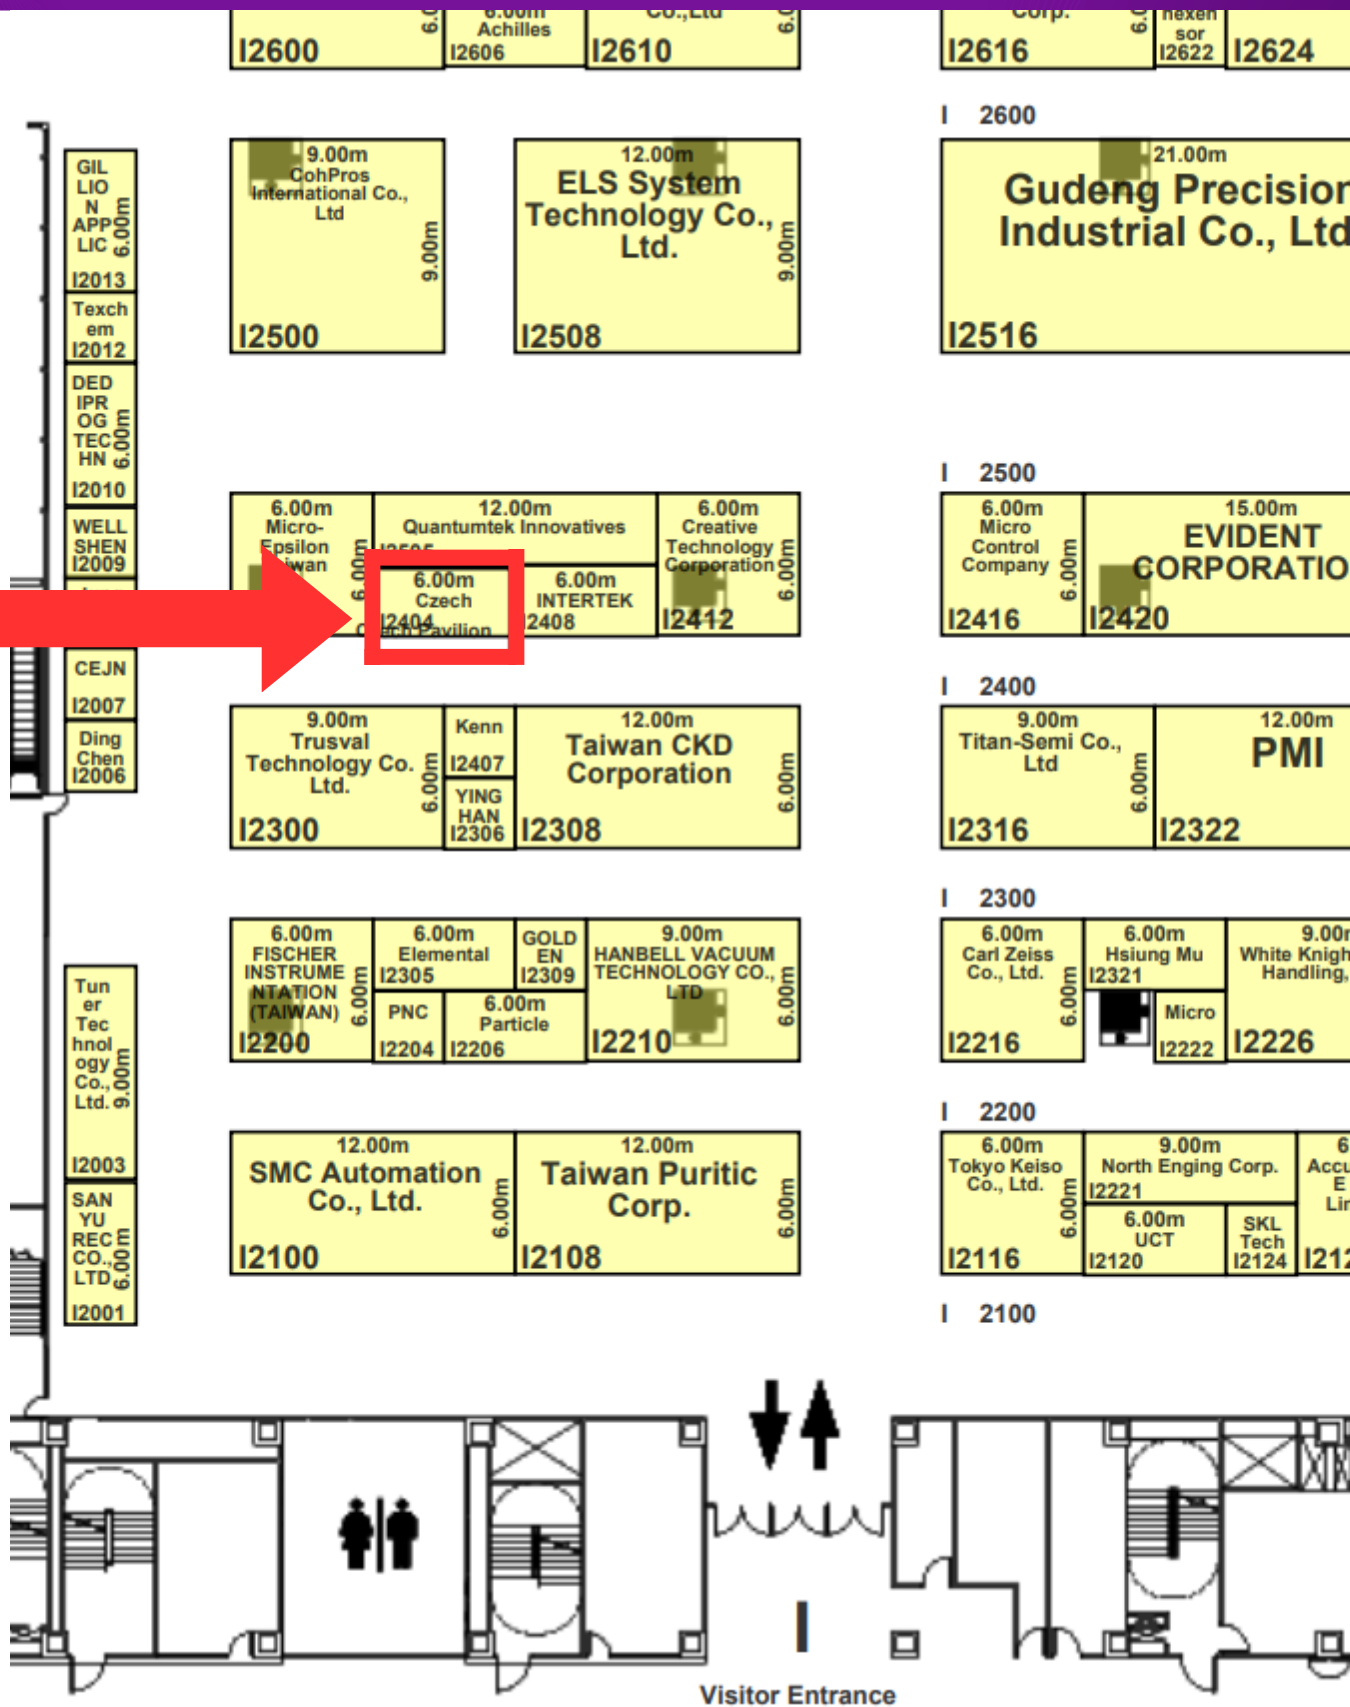 6.00m
Achilles
I2606
I2600
Co.,Ltd
I2610
Corp.
I2616
nexen
sor
I2622
I2624
I 2600
GIL
LIO
N
APP
LIC
6.00m
I2013
Texch
em
I2012
DED
IPR
OG
TEC
HN
6.00m
I2010
WELL
SHEN
I2009
CEJN
I2007
Ding
Chen
I2006
9.00m
CohPros
International Co.,
Ltd
9.00m
I2500
12.00m
ELS System
Technology Co.,
Ltd.
9.00m
I2508
21.00m
Gudeng Precision
Industrial Co., Ltd
I2516
I 2500
6.00m
Micro-
Epsilon
6.00m
12.00m
Quantumtek Innovatives
6.00m
Czech
I2404
Czech Pavilion
6.00m
INTERTEK
I2408
6.00m
Creative
Technology
Corporation
6.00m
I2412
6.00m
Micro
Control
Company
6.00m
I2416
15.00m
EVIDENT
CORPORATIO
I2420
I 2400
9.00m
Trusval
Technology Co.
Ltd.
6.00m
I2300
Kenn
I2407
YING
HAN
I2306
12.00m
Taiwan CKD
Corporation
6.00m
I2308
9.00m
Titan-Semi Co.,
Ltd
6.00m
I2316
12.00m
PMI
I2322
I 2300
6.00m
FISCHER
INSTRUME
NTATION
(TAIWAN)
6.00m
I2200
6.00m
Elemental
I2305
PNC
I2204
GOLD
EN
I2309
6.00m
Particle
I2206
9.00m
HANBELL VACUUM
TECHNOLOGY CO.,
LTD
6.00m
I2210
6.00m
Carl Zeiss
Co., Ltd.
6.00m
I2216
6.00m
Hsiung Mu
I2321
Micro
I2222
9.00m
White Knigh
Handling,
I2226
I 2200
Tun
er
Tec
hnol
ogy
Co.,
Ltd.
9.00m
I2003
SAN
YU
REC
CO.,
LTD
6.00m
I2001
12.00m
SMC Automation
Co., Ltd.
6.00m
I2100
12.00m
Taiwan Puritic
Corp.
6.00m
I2108
6.00m
Tokyo Keiso
Co., Ltd.
6.00m
I2116
9.00m
North Enging Corp.
I2221
6.00m
UCT
I2120
SKL
Tech
I2124
Accu
E
I 2100
I
Visitor Entrance